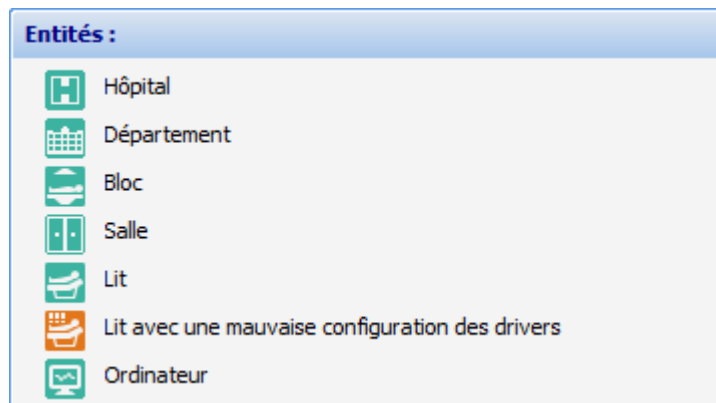 Entités :
Hôpital
Département
Bloc
Salle
Lit
Lit avec une mauvaise configuration des drivers
Ordinateur